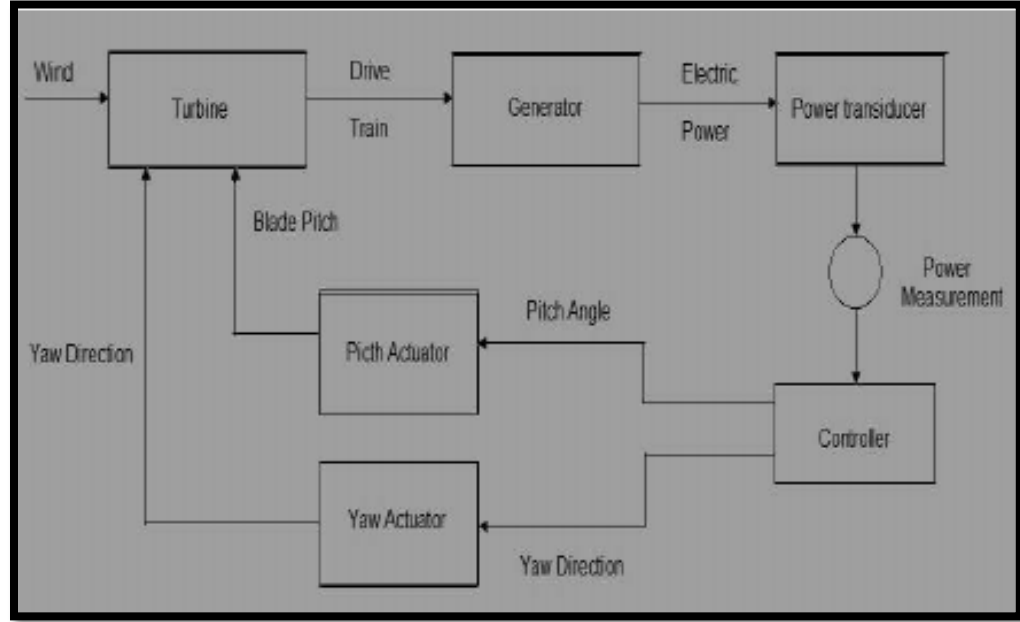 Wind
Turbine
Drive
Train
Generator
Electric
Power
Power transiducer
Blade Pitch
Power
Measurement
Pitch Angle
Yaw Direction
Picth Actuator
Controller
Yaw Actuator
Yaw Direction